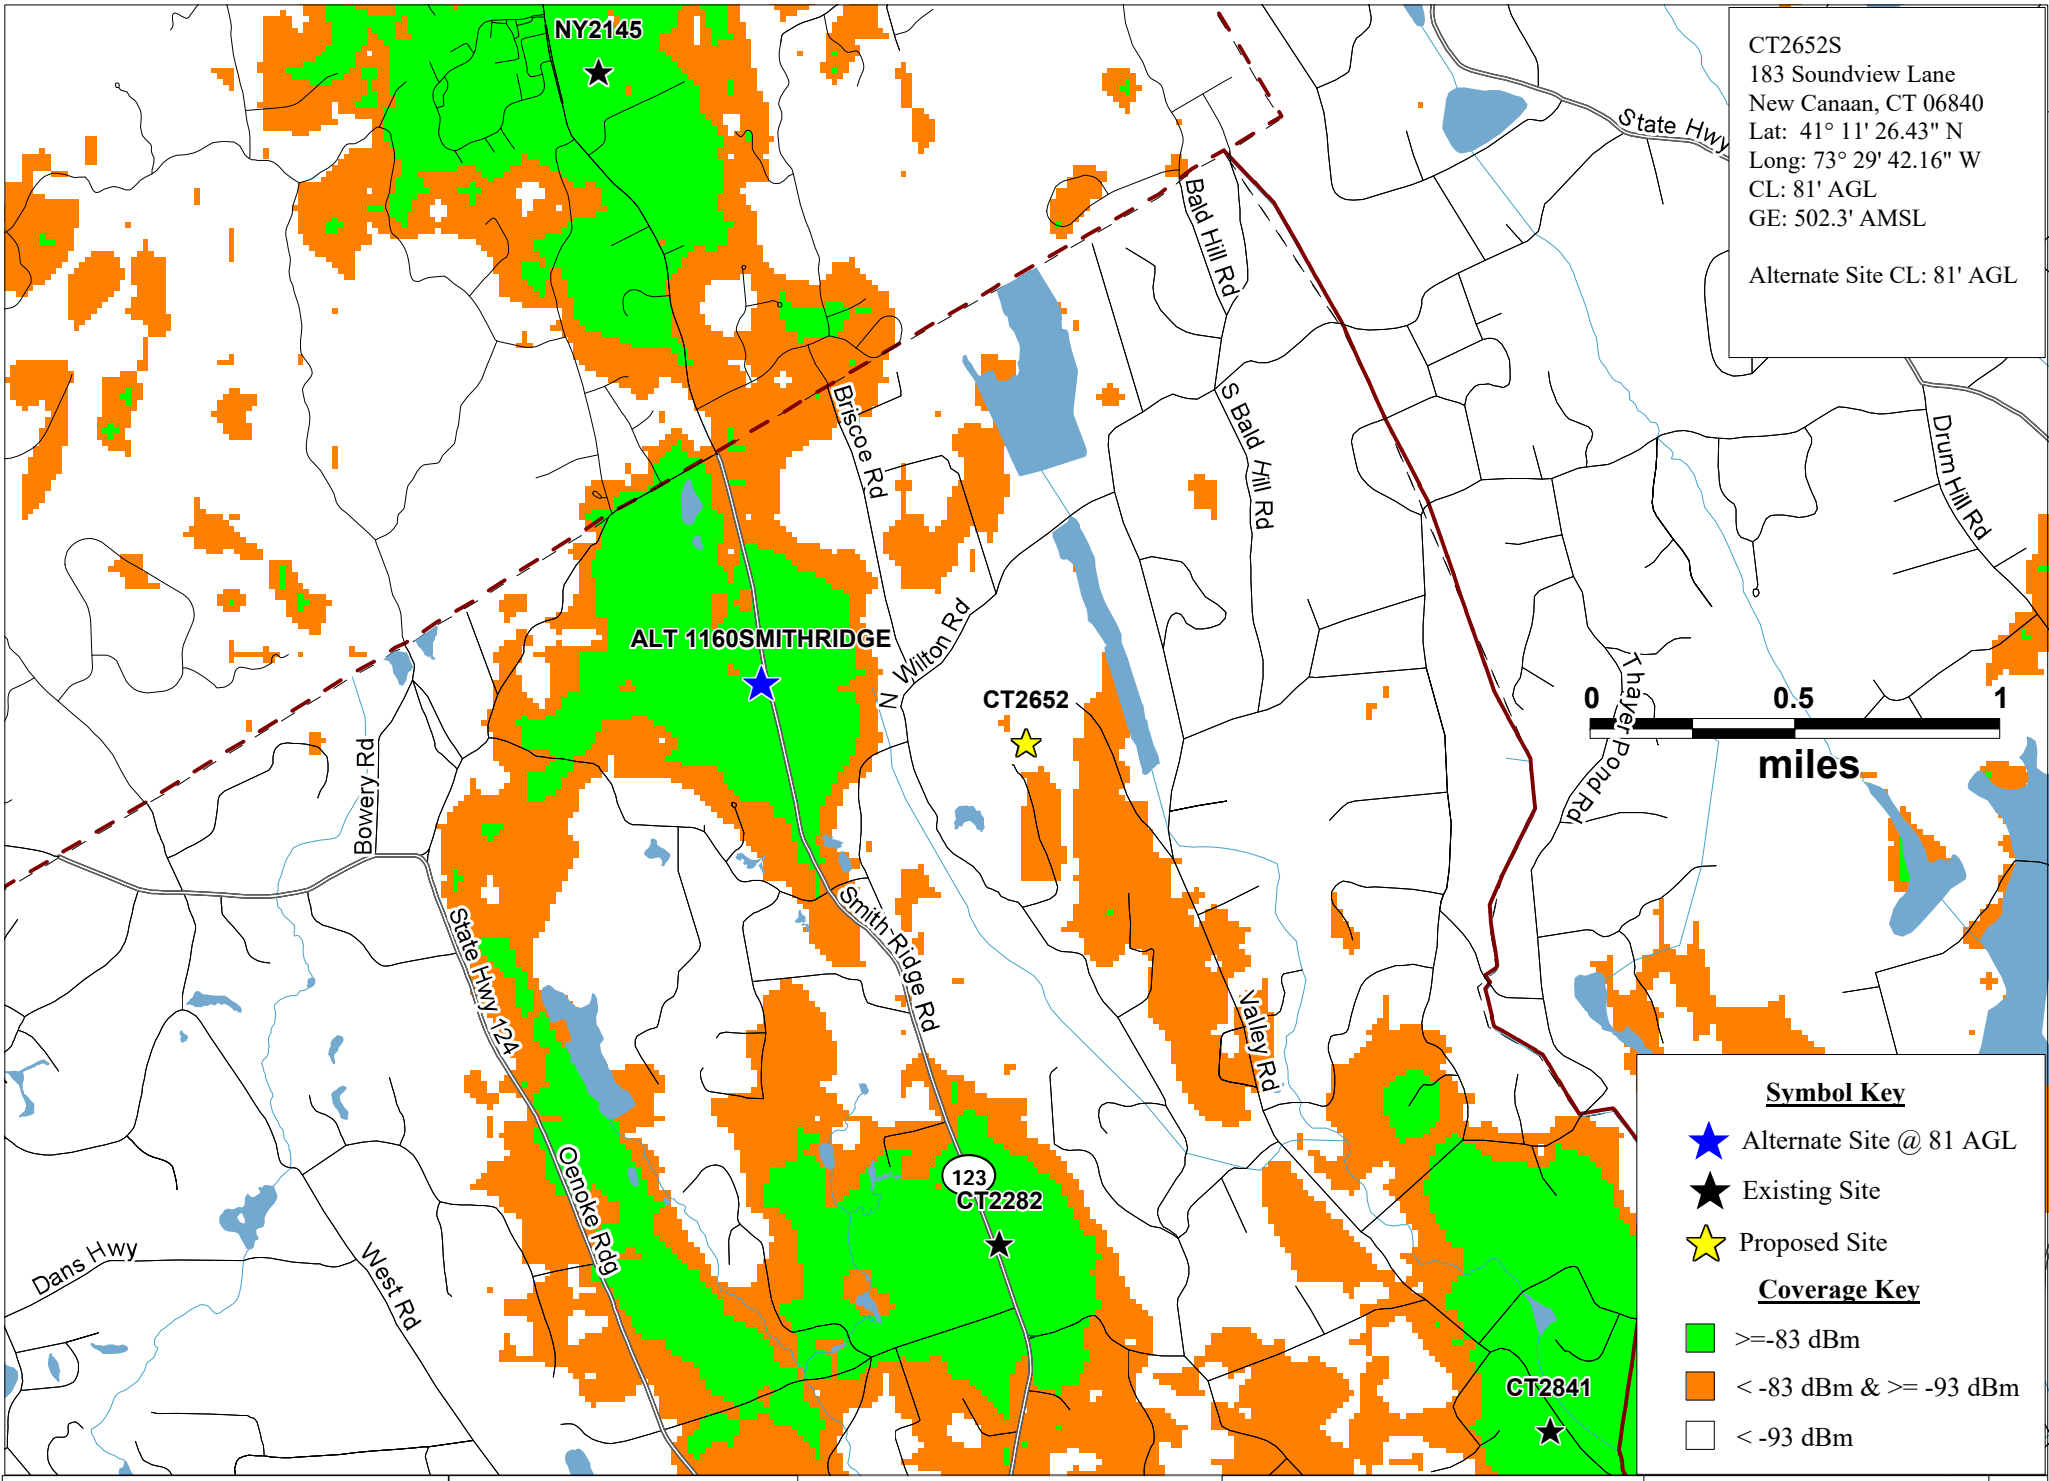 NY2145
CT2652S
183 Soundview Lane
New Canaan, CT 06840
Lat:  41° 11' 26.43" N
Long: 73° 29' 42.16" W
CL: 81' AGL
GE: 502.3' AMSL
Alternate Site CL: 81' AGL
State Hwy
Bald Hill Rd
Briscoe Rd
S Bald Hill Rd
Drum Hill Rd
ALT 1160SMITHRIDGE
N Wilton Rd
CT2652
Thayer Pond Rd
0 0.5 1
miles
Bowery Rd
Smith Ridge Rd
State Hwy 124
Valley Rd
Oenoke Rdg
123
CT2282
Dans Hwy
West Rd
CT2841
Symbol Key
Alternate Site @ 81 AGL
Existing Site
Proposed Site
Coverage Key
>=-83 dBm
< -83 dBm & >= -93 dBm
< -93 dBm